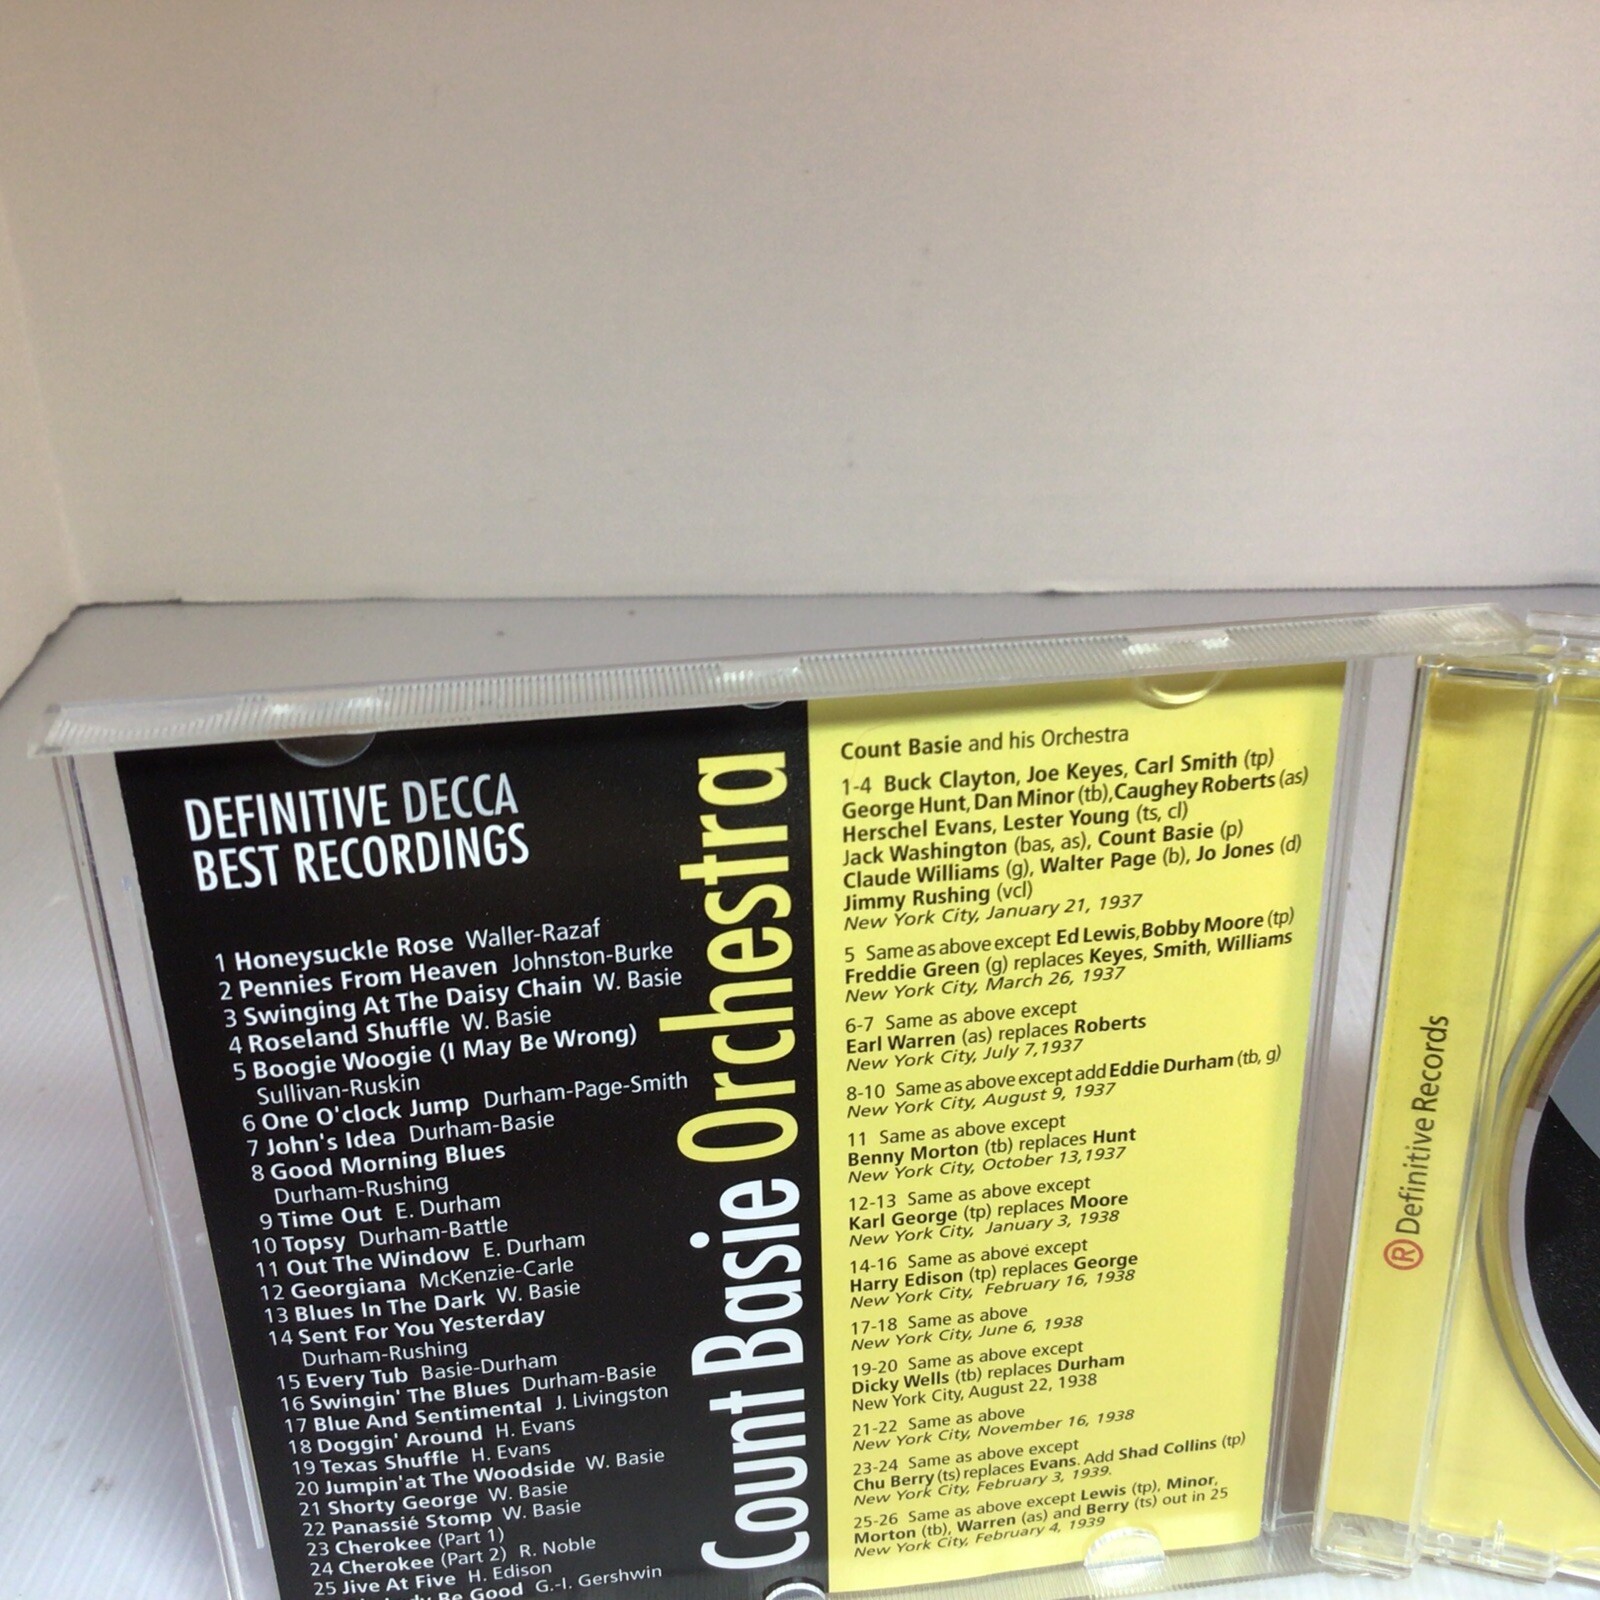 DEFINITIVE DECCA
BEST RECORDINGS
1 Honeysuckle Rose Waller-Razaf
2 Pennies From Heaven Johnston-Burke
3 Swinging At The Daisy Chain W. Basie
4 Roseland Shuffle W. Basie
5 Boogie Woogie (I May Be Wrong)
Sullivan-Ruskin
6 One O'clock Jump Durham-Page-Smith
7 John's Idea Durham-Basie
8 Good Morning Blues
Durham-Rushing
9 Time Out E. Durham
10 Topsy Durham-Battle
11 Out The Window E. Durham
12 Georgiana McKenzie-Carle
13 Blues In The Dark W. Basie
14 Sent For You Yesterday
Durham-Rushing
15 Every Tub Basie-Durham
16 Swingin' The Blues Durham-Basie
17 Blue And Sentimental J. Livingston
18 Doggin' Around H. Evans
19 Texas Shuffle H. Evans
20 Jumpin'at The Woodside W. Basie
21 Shorty George W. Basie
22 Panassié Stomp W. Basie
23 Cherokee (Part 1)
24 Cherokee (Part 2) R. Noble
25 Jive At Five H. Edison
Be Good G.-I. Gershwin
Count Basie Orchestra
Count Basie and his Orchestra
1-4 Buck Clayton, Joe Keyes, Carl Smith (tp)
George Hunt, Dan Minor (tb), Caughey Roberts (as)
Herschel Evans, Lester Young (ts, cl)
Jack Washington (bas, as), Count Basie (p)
Claude Williams (g), Walter Page (b), Jo Jones (d)
Jimmy Rushing (vcl)
New York City, January 21, 1937
5 Same as above except Ed Lewis, Bobby Moore (tp)
Freddie Green (g) replaces Keyes, Smith, Williams
New York City, March 26, 1937
6-7 Same as above except
Earl Warren (as) replaces Roberts
New York City, July 7,1937
8-10 Same as above except add Eddie Durham (tb, g)
New York City, August 9, 1937
11 Same as above except
Benny Morton (tb) replaces Hunt
New York City, October 13,1937
12-13 Same as above except
Karl George (tp) replaces Moore
New York City, January 3, 1938
14-16 Same as above except
Harry Edison (tp) replaces George
New York City, February 16, 1938
17-18 Same as above
New York City, June 6, 1938
19-20 Same as above except
Dicky Wells (tb) replaces Durham
New York City, August 22, 1938
21-22 Same as above
New York City, November 16, 1938
23-24 Same as above except
Chu Berry (ts) replaces Evans. Add Shad Collins (tp)
New York City, February 3, 1939.
25-26 Same as above except Lewis (tp), Minor,
Morton (tb), Warren (as) and Berry (ts) out in 25
New York City, February 4, 1939
® Definitive Records